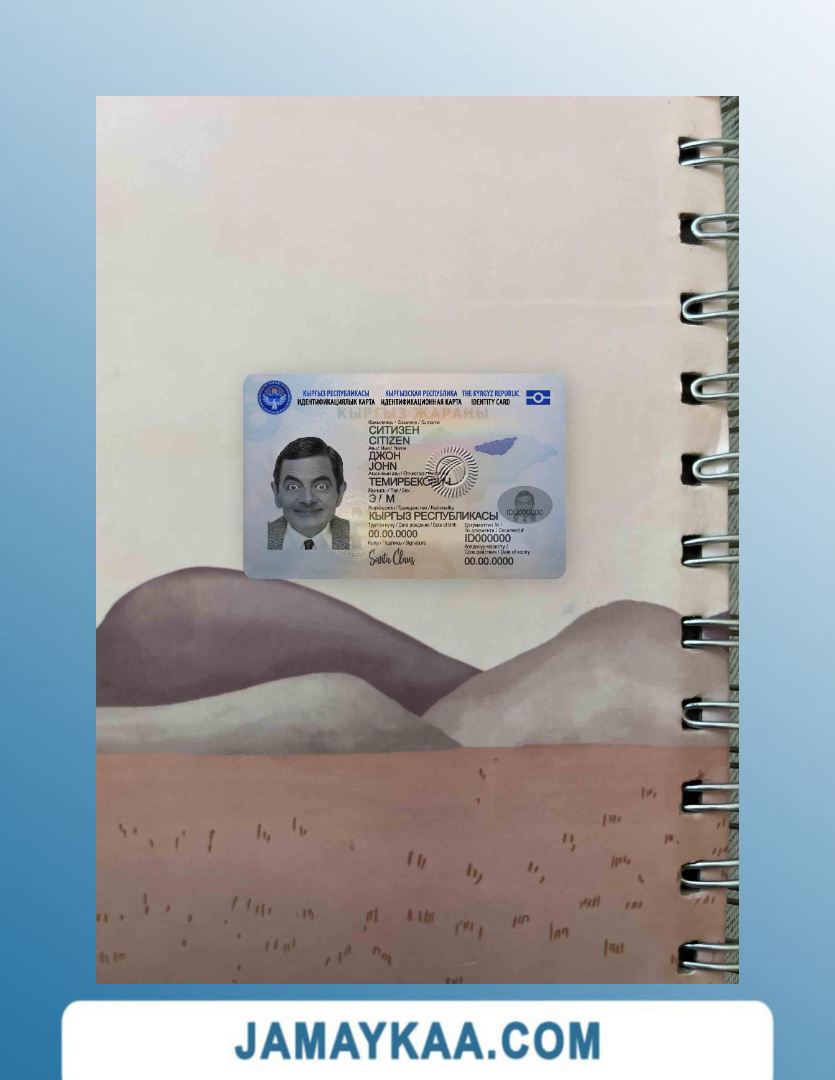 КЫРГЫЗ РЕСПУБЛИКАСЫ КЫРГЫЗСКАЯ РЕСПУБЛИКА THE KYRGYZ REPUBLIC
ИДЕНТИФИКАЦИЯЛЫК КАРТА ИДЕНТИФИКАЦИОННАЯ КАРТА IDENTITY CARD
КЫРГЫЗ ЖАРАНЫ
Фамилиясы / Фамилия / Surname
СИТИЗЕН
CITIZEN
Аты / Имя / Name
ДЖОН
JOHN
Атасынын аты / Отчество
ТЕМИРБЕКОВИЧ
Жынысы / Пол / Sex
Э / М
Жарандыгы / Гражданство / Nationality
КЫРГЫЗ РЕСПУБЛИКАСЫ
ID0000000
Туулган күнү / Дата рождения / Date of birth
00.00.0000
Колу / Подпись / Signature
Santa Claus
Документтин №
№ документа / Document #
ID000000
Колдонуу мөөнөтү /
Срок действия / Date of expiry
00.00.0000
JAMAYKAA.COM